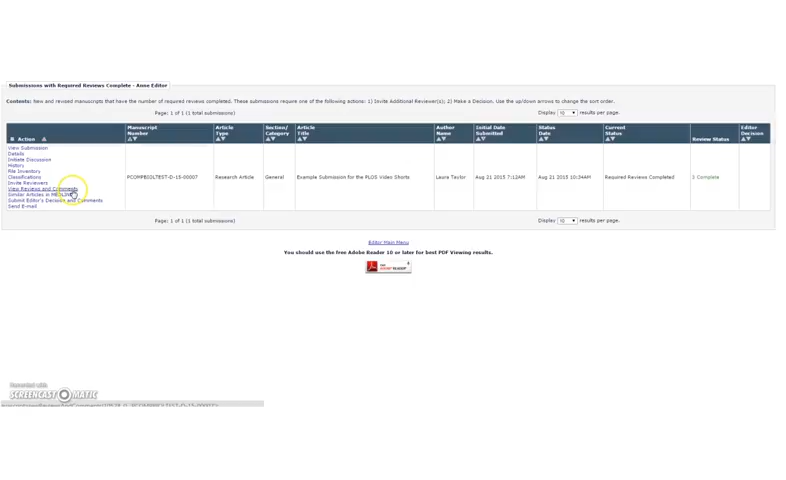 Submissions with Required Reviews Complete - Anne Editor
Contents: New and revised manuscripts that have the number of required reviews completed. These submissions require one of the following actions: 1) Invite Additional Reviewer(s); 2) Make a Decision. Use the up/down arrows to change the sort order.
Page: 1 of 1 (1 total submissions) Display 10 results per page.
Action Manuscript Number Article Type Section/Category Article Title Author Name Initial Date Submitted Status Date Current Status Review Status Editor Decision
View Submission
Details
Initiate Discussion
History
File Inventory
Classifications PCOMPBIOLTEST-D-15-00007 Research Article General Example Submission for the PLOS Video Shorts Laura Taylor Aug 21 2015 7:12AM Aug 21 2015 10:34AM Required Reviews Completed Complete
Invite Reviewers
View Reviews and Comments
Similar Articles in MEDLINE
Submit Editor's Decision and Comments
Send E-mail
Page: 1 of 1 (1 total submissions) Display 10 results per page.
Editor Main Menu
You should use the free Adobe Reader 10 or later for best PDF Viewing results.
ADOBE READER
Presented with
SCREENCAST-O-MATIC